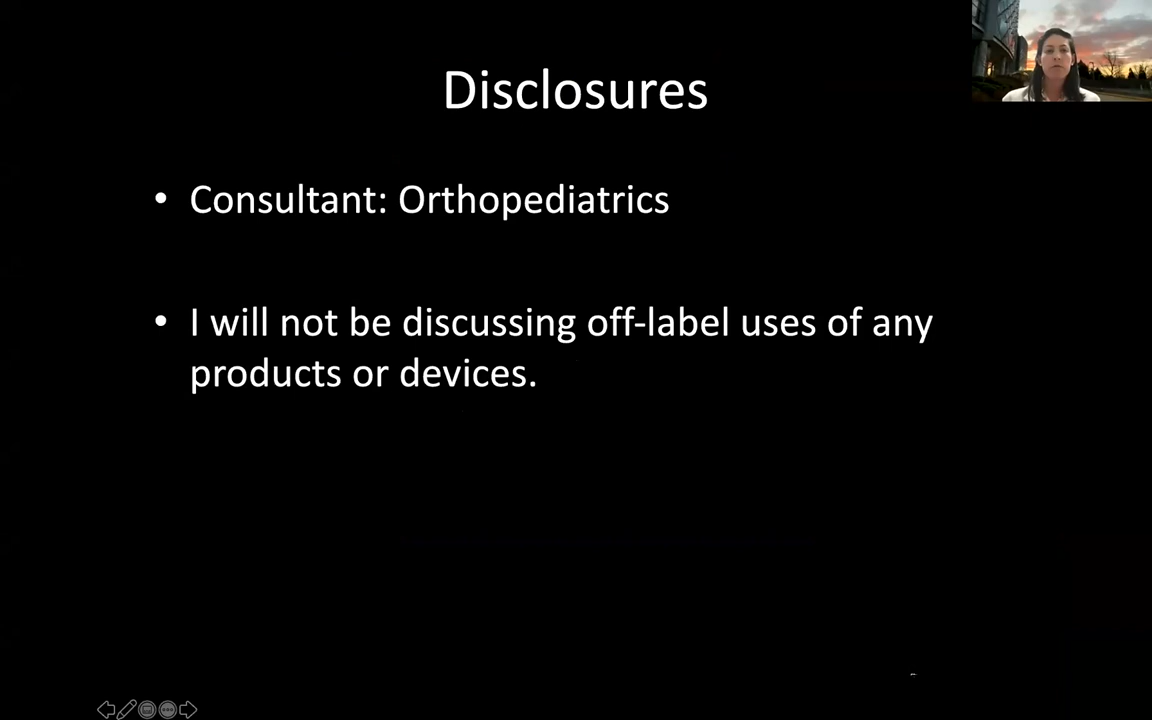 Disclosures
• Consultant: Orthopediatrics
• I will not be discussing off-label uses of any
products or devices.